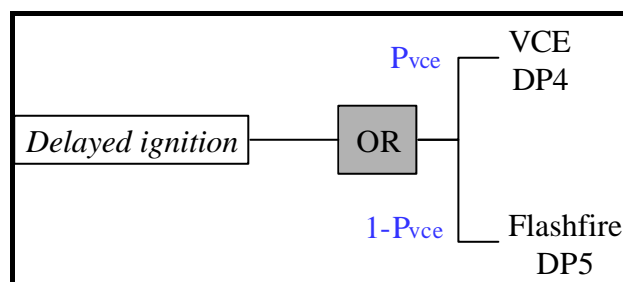 Pvce
VCE
DP4
Delayed ignition
OR
1-Pvce
Flashfire
DP5